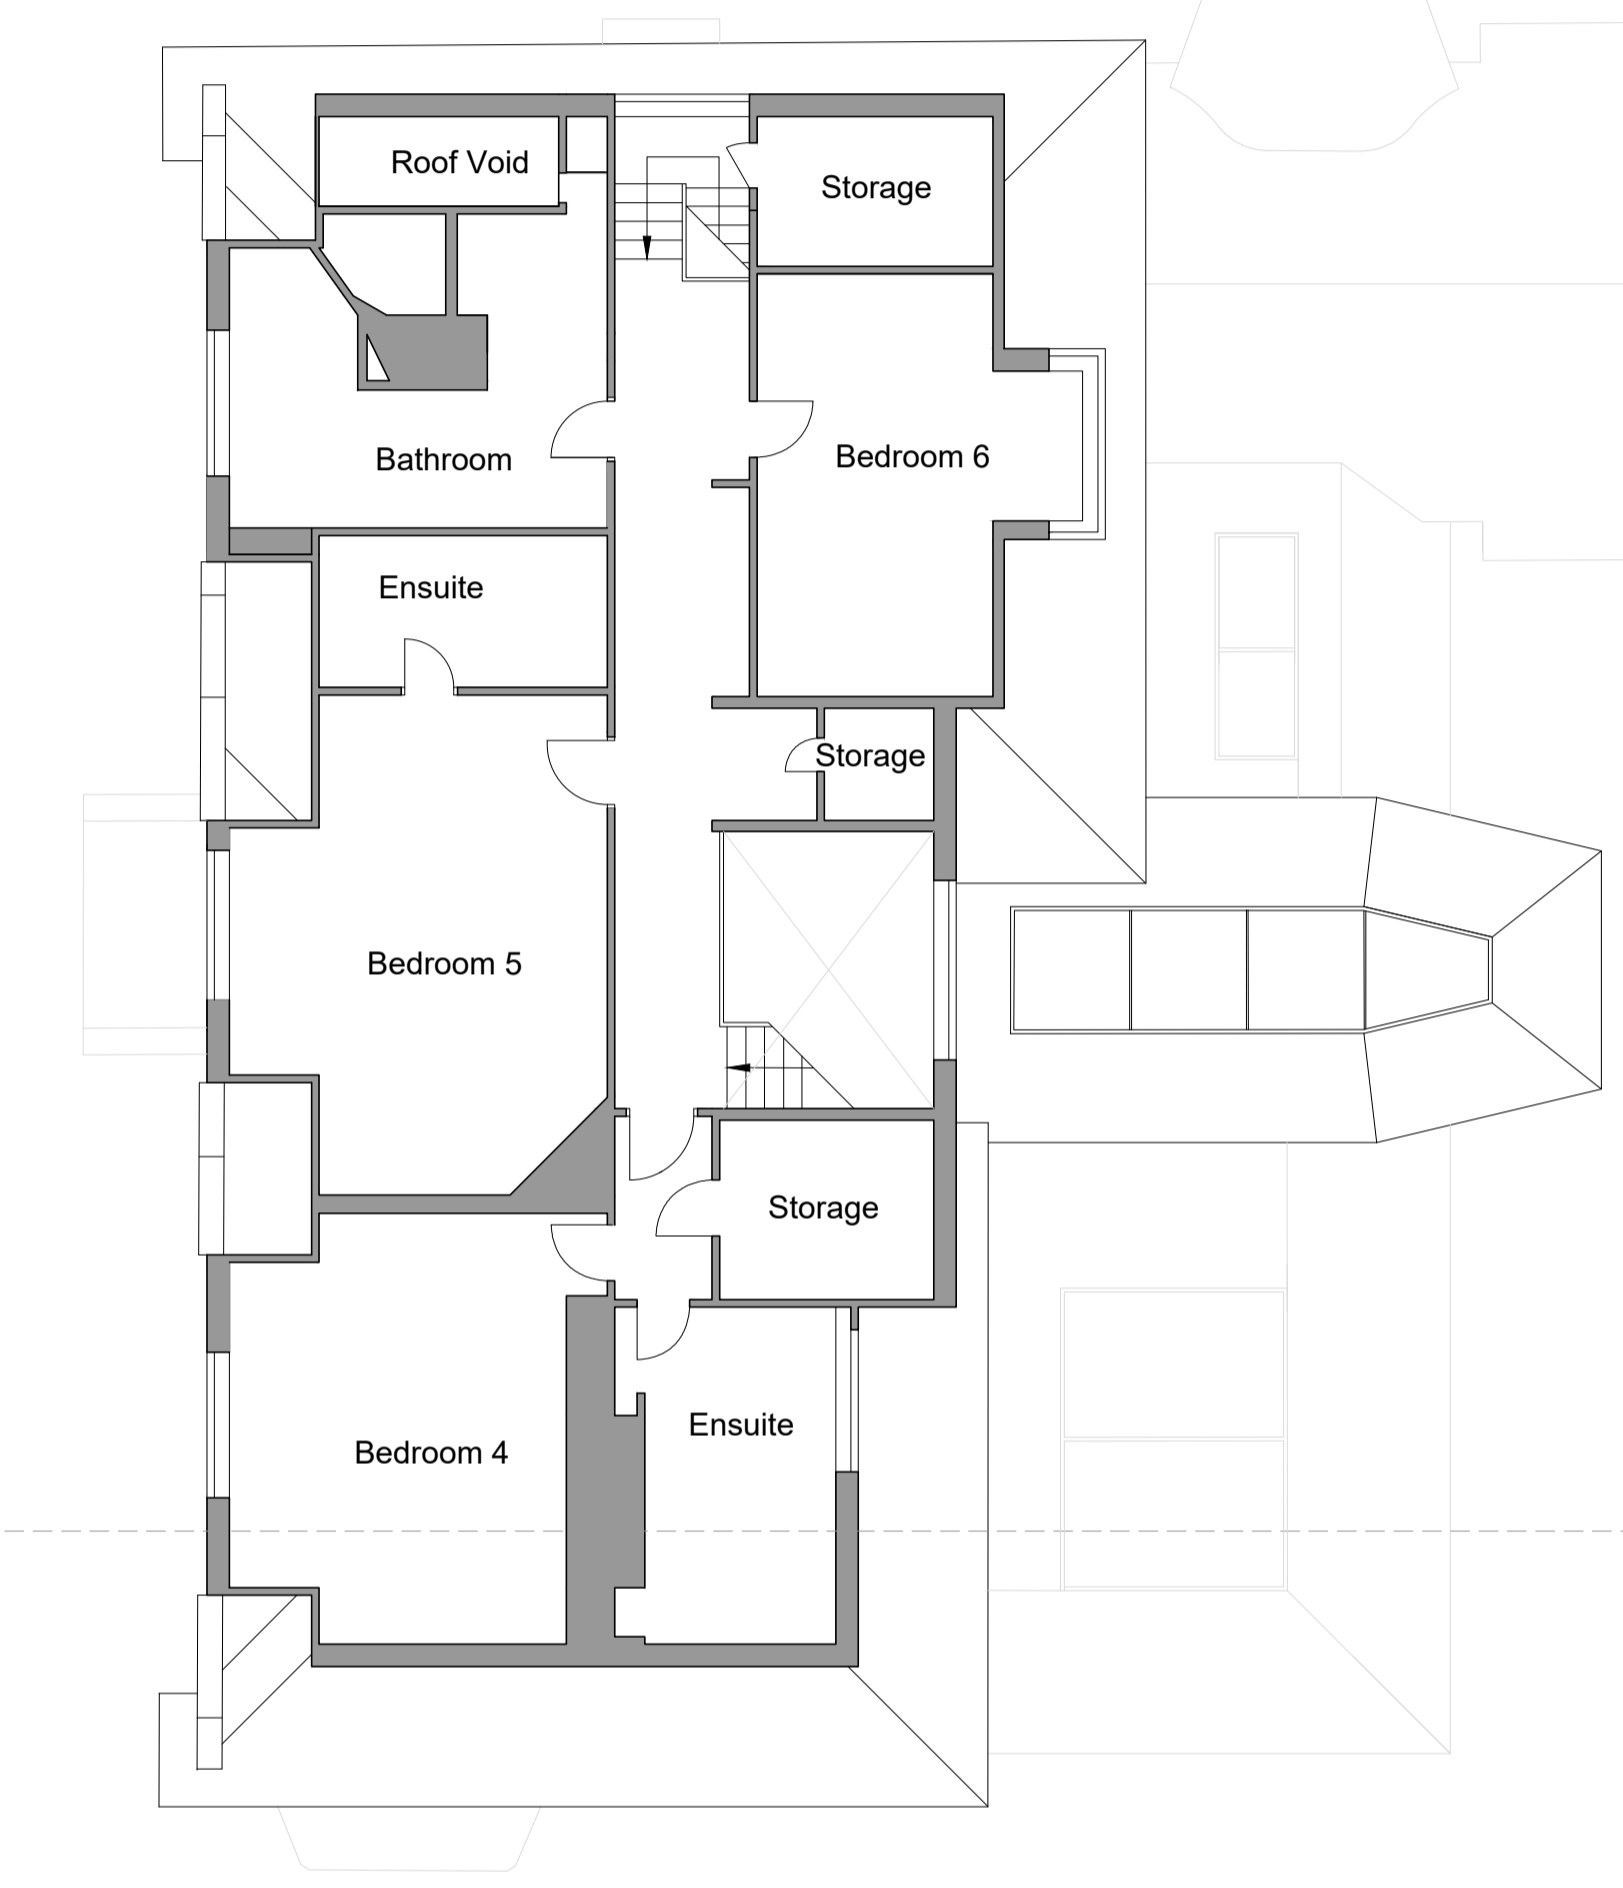 Roof Void
Storage
Bathroom
Bedroom 6
Ensuite
Storage
Bedroom 5
Storage
Ensuite
Bedroom 4